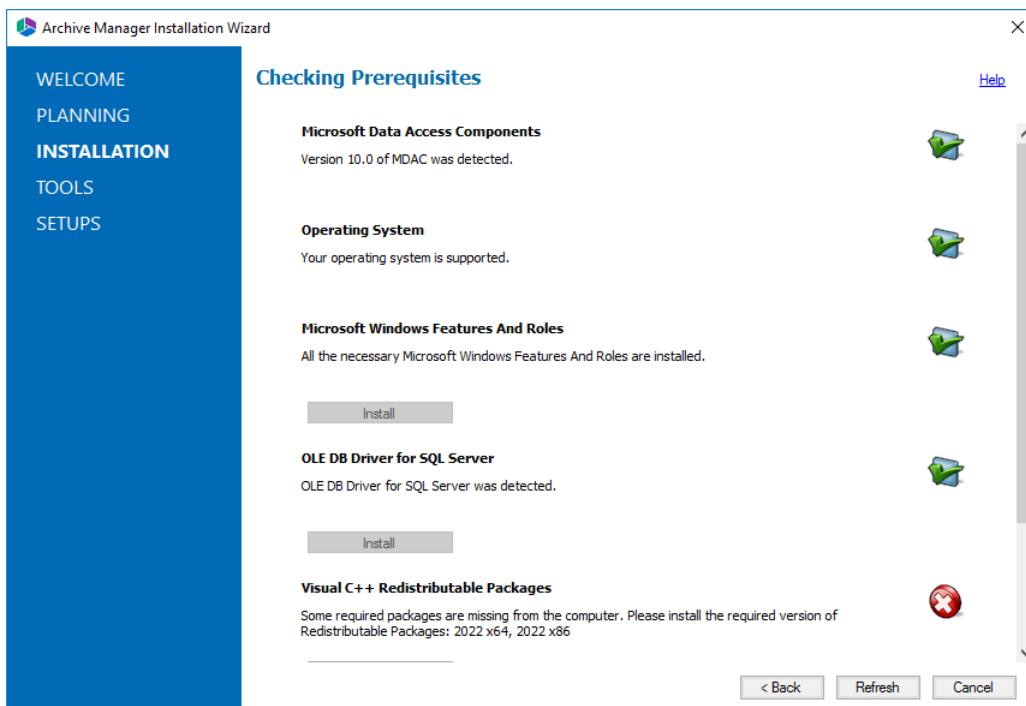 Archive Manager Installation Wizard
WELCOME
PLANNING
INSTALLATION
TOOLS
SETUPS
Checking Prerequisites
Help
Microsoft Data Access Components
Version 10.0 of MDAC was detected.
Operating System
Your operating system is supported.
Microsoft Windows Features And Roles
All the necessary Microsoft Windows Features And Roles are installed.
Install
OLE DB Driver for SQL Server
OLE DB Driver for SQL Server was detected.
Install
Visual C++ Redistributable Packages
Some required packages are missing from the computer. Please install the required version of
Redistributable Packages: 2022 x64, 2022 x86
< Back
Refresh
Cancel